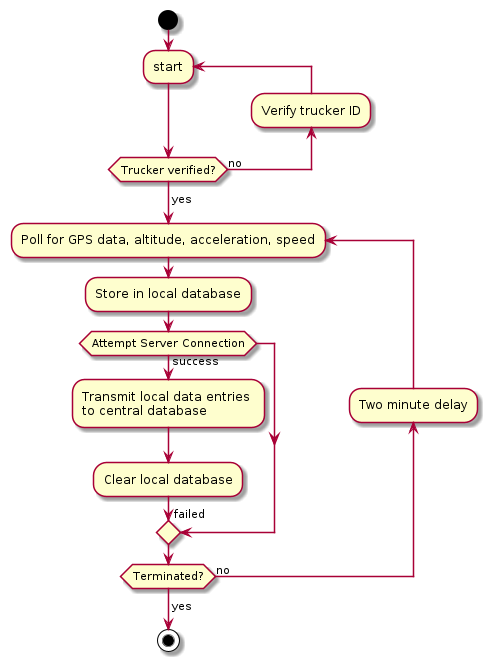 start
Verify trucker ID
Trucker verified?
no
yes
Poll for GPS data, altitude, acceleration, speed
Store in local database
Attempt Server Connection
success
Transmit local data entries
to central database
Two minute delay
Clear local database
failed
Terminated?
no
yes